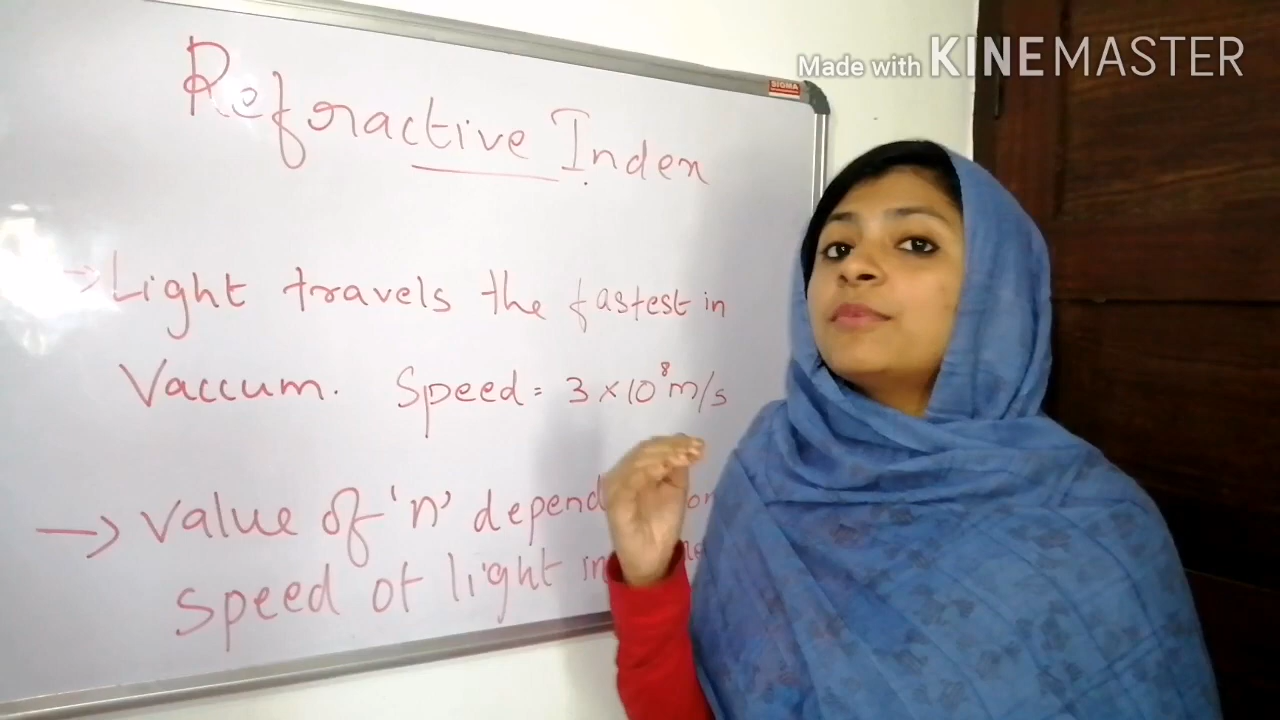 Made with KINEMASTER
SIGMA
Refractive Index
→ Light travels the fastest in
Vaccum. Speed = 3 × 10⁸ m/s
→ Value of 'n' depend on
speed of light in